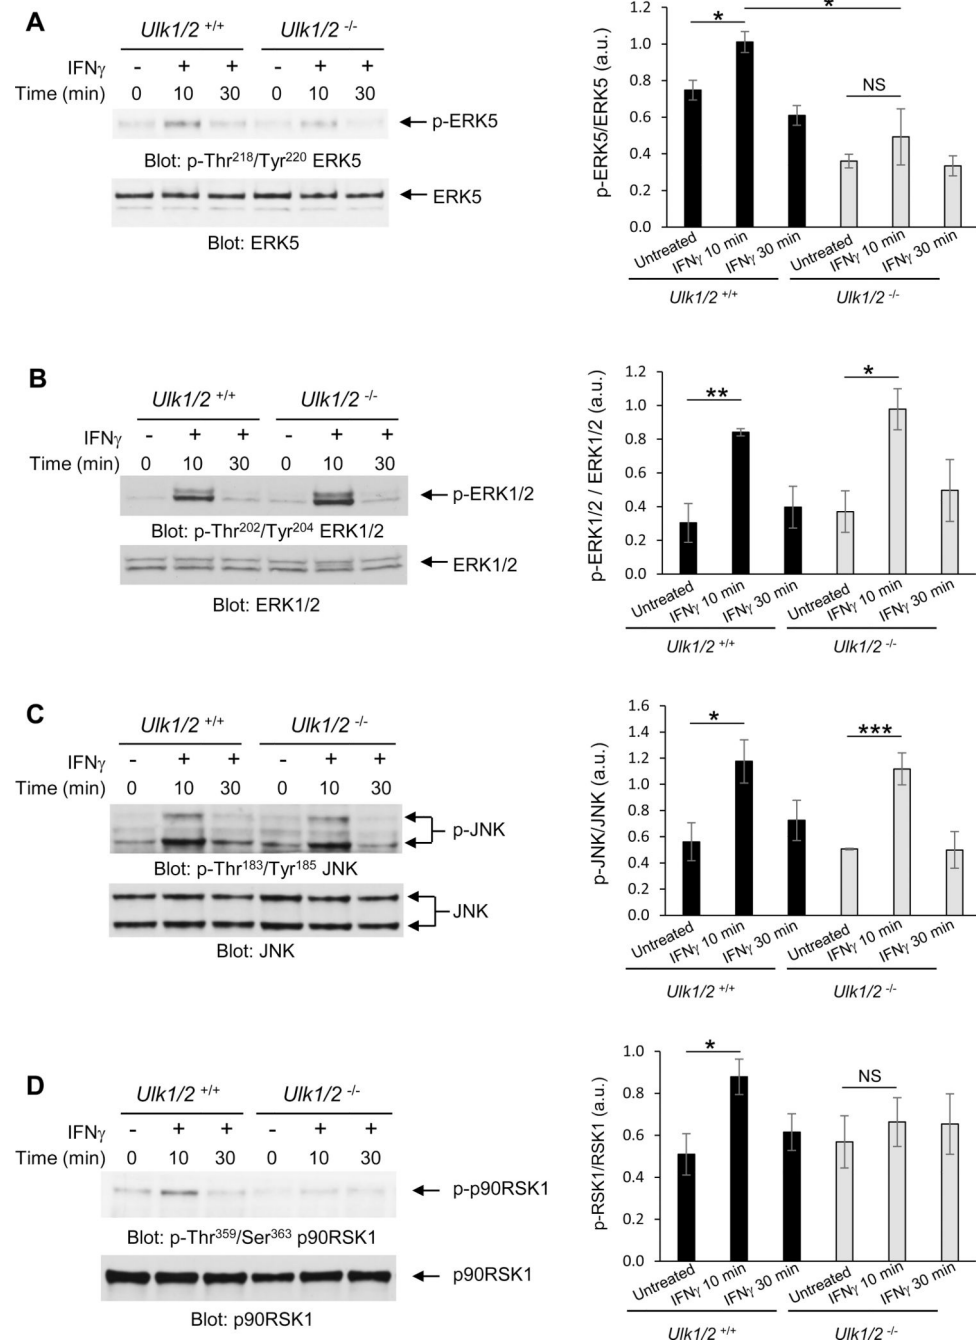 A
Ulk1/2 +/+ Ulk1/2 -/-
IFNγ - + + - + +
Time (min) 0 10 30 0 10 30
p-ERK5
Blot: p-Thr218/Tyr220 ERK5
ERK5
Blot: ERK5
* *
NS
p-ERK5/ERK5 (a.u.)
1.2
1.0
0.8
0.6
0.4
0.2
0.0
Untreated IFNγ 10 min IFNγ 30 min Untreated IFNγ 10 min IFNγ 30 min
Ulk1/2 +/+ Ulk1/2 -/-
B
Ulk1/2 +/+ Ulk1/2 -/-
IFNγ - + + - + +
Time (min) 0 10 30 0 10 30
p-ERK1/2
Blot: p-Thr202/Tyr204 ERK1/2
ERK1/2
Blot: ERK1/2
** *
p-ERK1/2 / ERK1/2 (a.u.)
1.2
1.0
0.8
0.6
0.4
0.2
0.0
Untreated IFNγ 10 min IFNγ 30 min Untreated IFNγ 10 min IFNγ 30 min
Ulk1/2 +/+ Ulk1/2 -/-
C
Ulk1/2 +/+ Ulk1/2 -/-
IFNγ - + + - + +
Time (min) 0 10 30 0 10 30
p-JNK
Blot: p-Thr183/Tyr185 JNK
JNK
Blot: JNK
* ***
p-JNK/JNK (a.u.)
1.6
1.4
1.2
1.0
0.8
0.6
0.4
0.2
0.0
Untreated IFNγ 10 min IFNγ 30 min Untreated IFNγ 10 min IFNγ 30 min
Ulk1/2 +/+ Ulk1/2 -/-
D
Ulk1/2 +/+ Ulk1/2 -/-
IFNγ - + + - + +
Time (min) 0 10 30 0 10 30
p-p90RSK1
Blot: p-Thr359/Ser363 p90RSK1
p90RSK1
Blot: p90RSK1
* NS
p-RSK1/RSK1 (a.u.)
1.0
0.8
0.6
0.4
0.2
0.0
Untreated IFNγ 10 min IFNγ 30 min Untreated IFNγ 10 min IFNγ 30 min
Ulk1/2 +/+ Ulk1/2 -/-